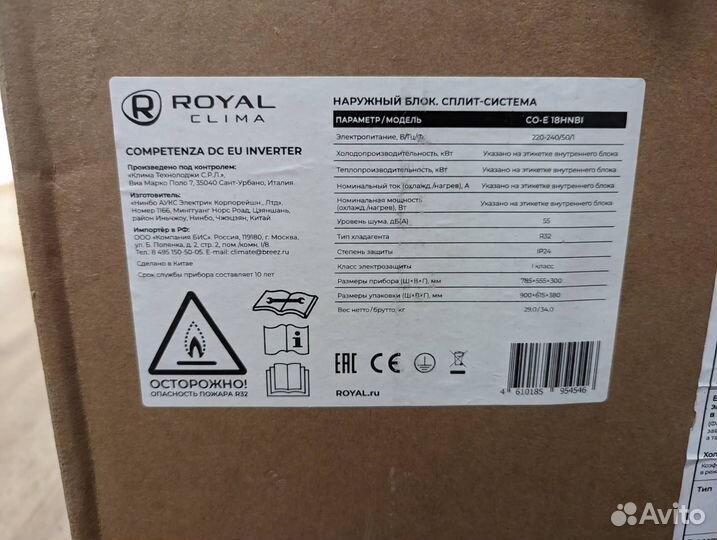 ROYAL
CLIMA
COMPETENZA DC EU INVERTER
Произведено под контролем:
«Клима Технолоджи С.Р.Л.»,
Виа Марко Поло 7, 35040 Сант-Урбано, Италия.
Изготовитель:
«Нинбо АУКС Электрик Корпорейшн., Лтд»,
Номер 1166, Мингуанг Норс Роад, Цзяншань,
район Иньчжоу, Нинбо, Чжэцзян, Китай
Импортёр в РФ:
ООО «Компания БИС». Россия, 119180, г. Москва,
ул. Б. Полянка, д. 2, стр. 2, пом./комн. I/8.
Тел.: 8 495 150-50-05. E-mail: climate@breez.ru
Сделано в Китае
Срок службы прибора составляет 10 лет
ОСТОРОЖНО!
ОПАСНОСТЬ ПОЖАРА R32
НАРУЖНЫЙ БЛОК. СПЛИТ-СИСТЕМА
ПАРАМЕТР/МОДЕЛЬ CO-E 18HNBI
Электропитание, В/Гц/Ф 220-240/50/1
Холодопроизводительность, кВт Указано на этикетке внутреннего блока
Теплопроизводительность, кВт Указано на этикетке внутреннего блока
Номинальный ток (охлажд./нагрев), А Указано на этикетке внутреннего блока
Номинальная мощность
(охлажд./нагрев), Вт Указано на этикетке внутреннего блока
Уровень шума, дБ(А) 55
Тип хладагента R32
Степень защиты IP24
Класс электрозащиты I класс
Размеры прибора (Ш×В×Г), мм 785×555×300
Размеры упаковки (Ш×В×Г), мм 900×615×380
Вес нетто/брутто, кг 29,0/34,0
EAC CE
ROYAL.ru
4 610185 954546
Хол
Тип
Avito